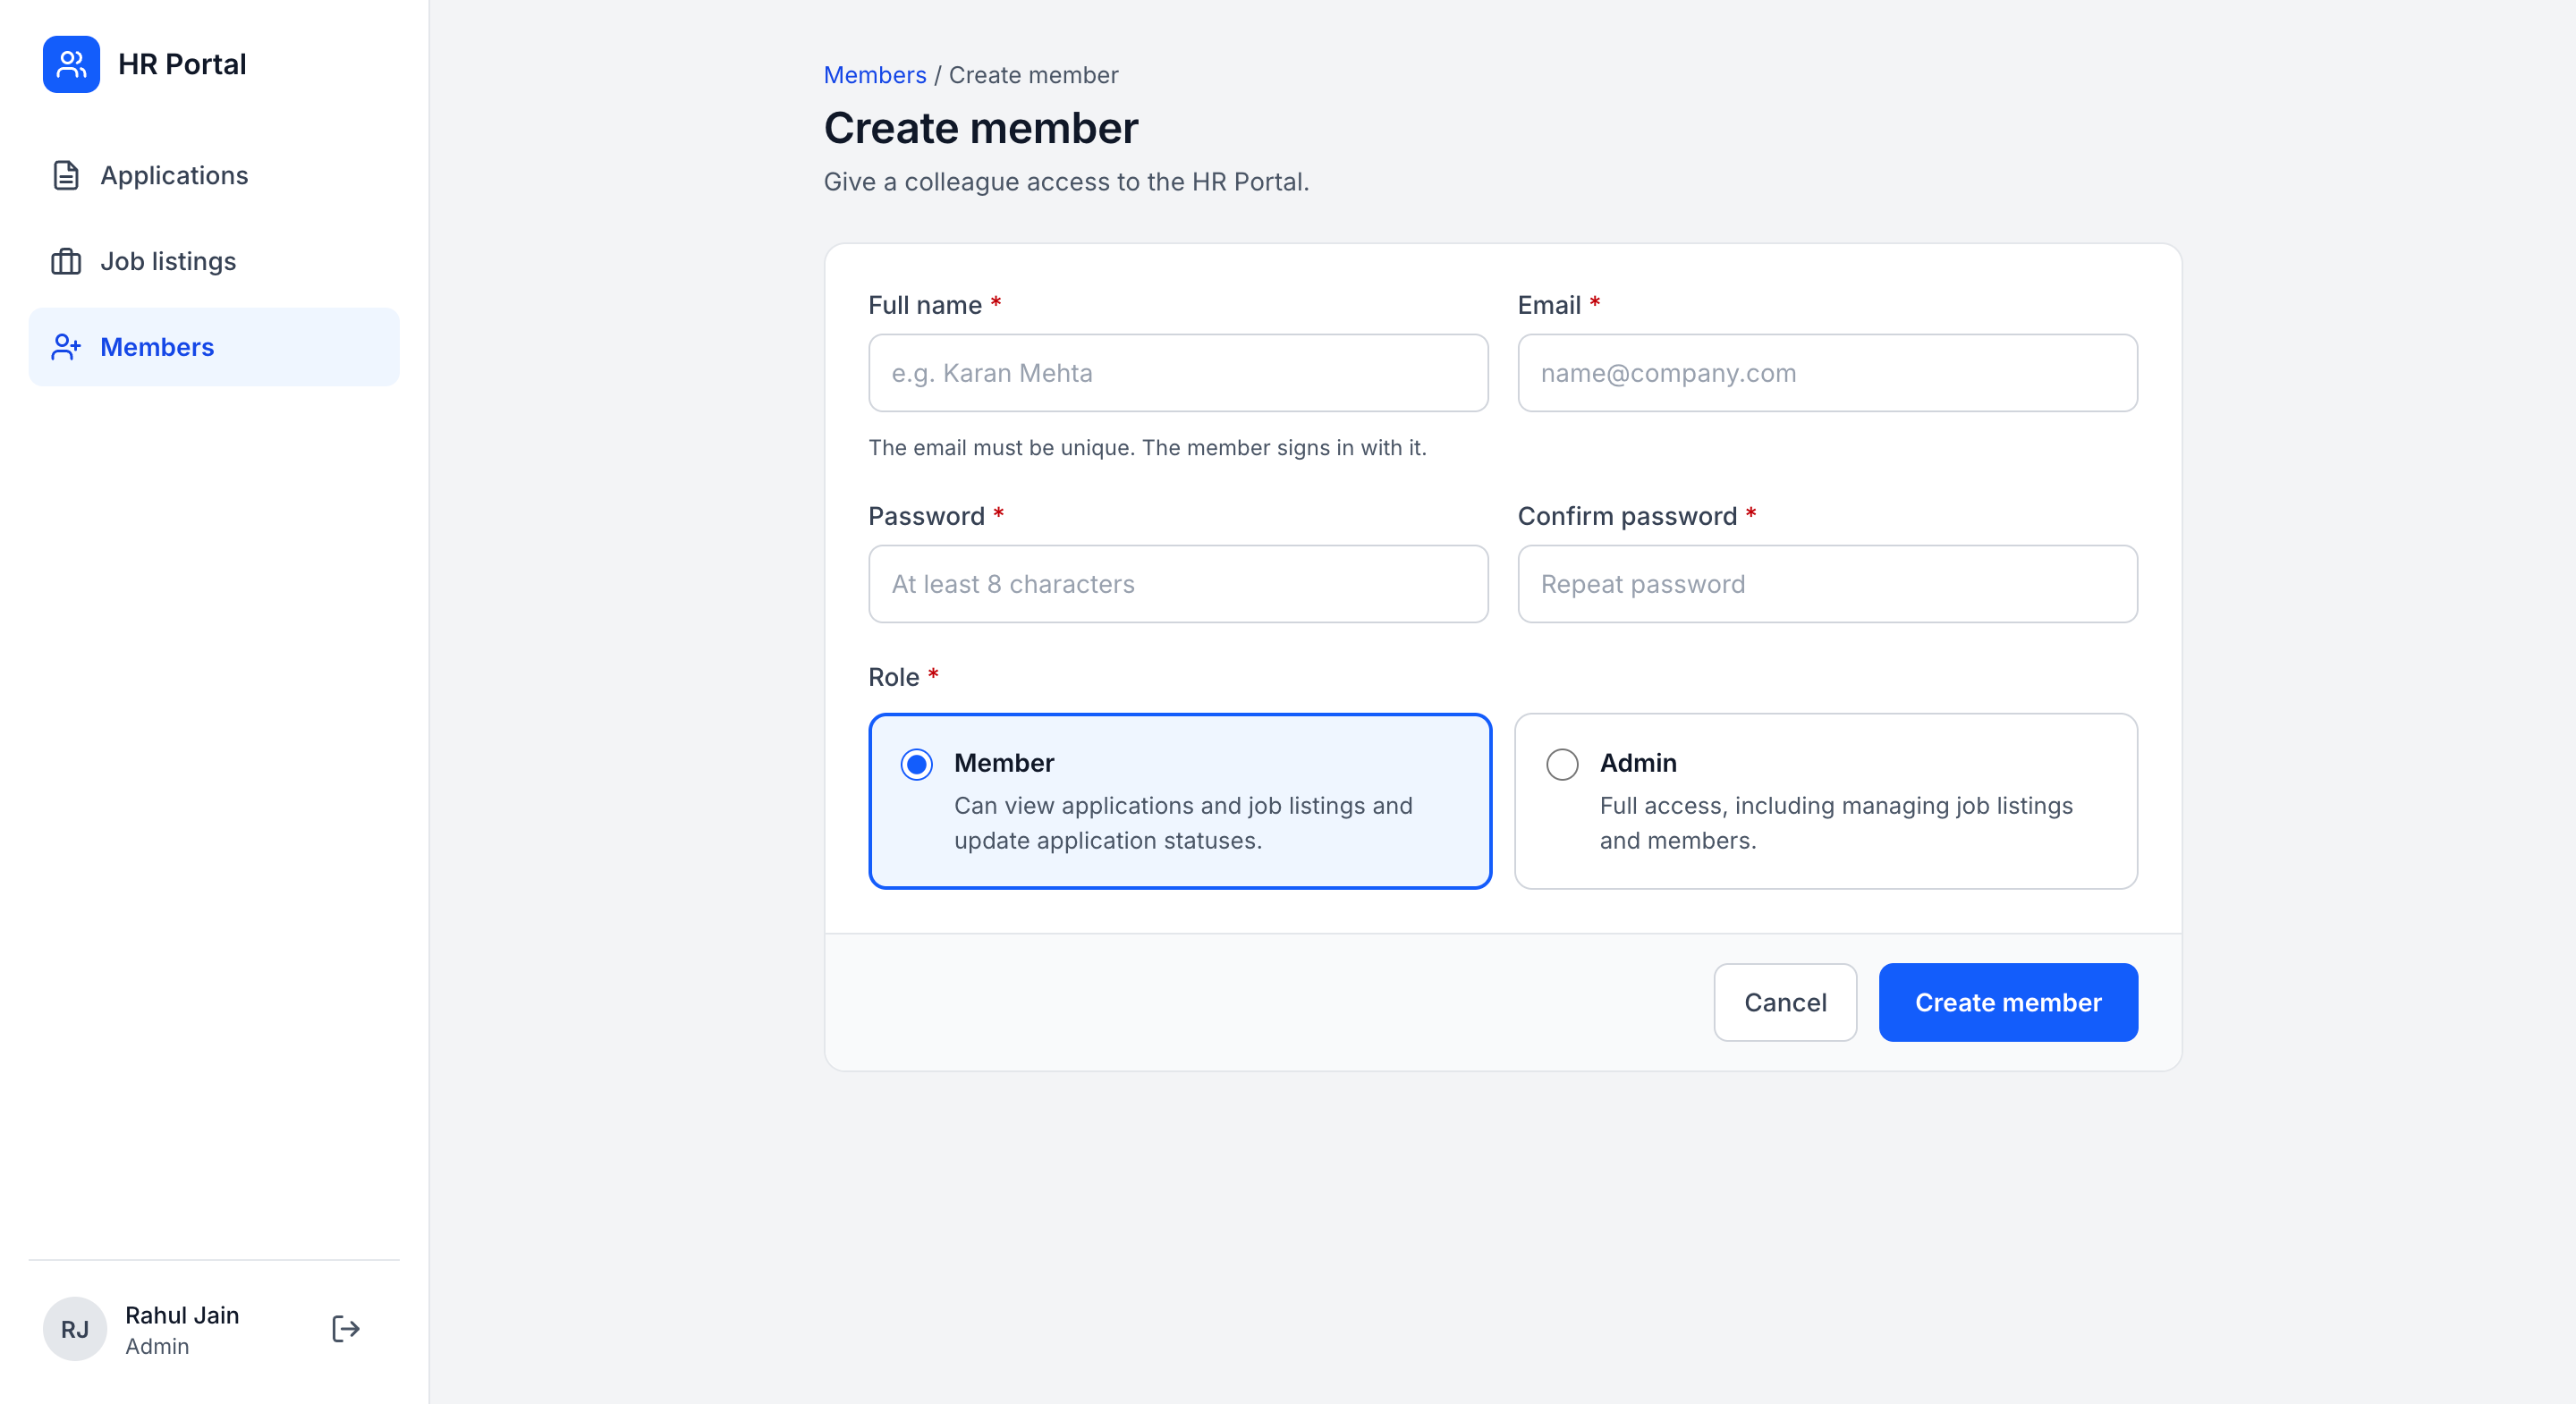 HR Portal
Applications
Job listings
Members
RJ
Rahul Jain
Admin
Members / Create member
Create member
Give a colleague access to the HR Portal.
Full name *
e.g. Karan Mehta
Email *
name@company.com
The email must be unique. The member signs in with it.
Password *
At least 8 characters
Confirm password *
Repeat password
Role *
Member
Can view applications and job listings and
update application statuses.
Admin
Full access, including managing job listings
and members.
Cancel
Create member